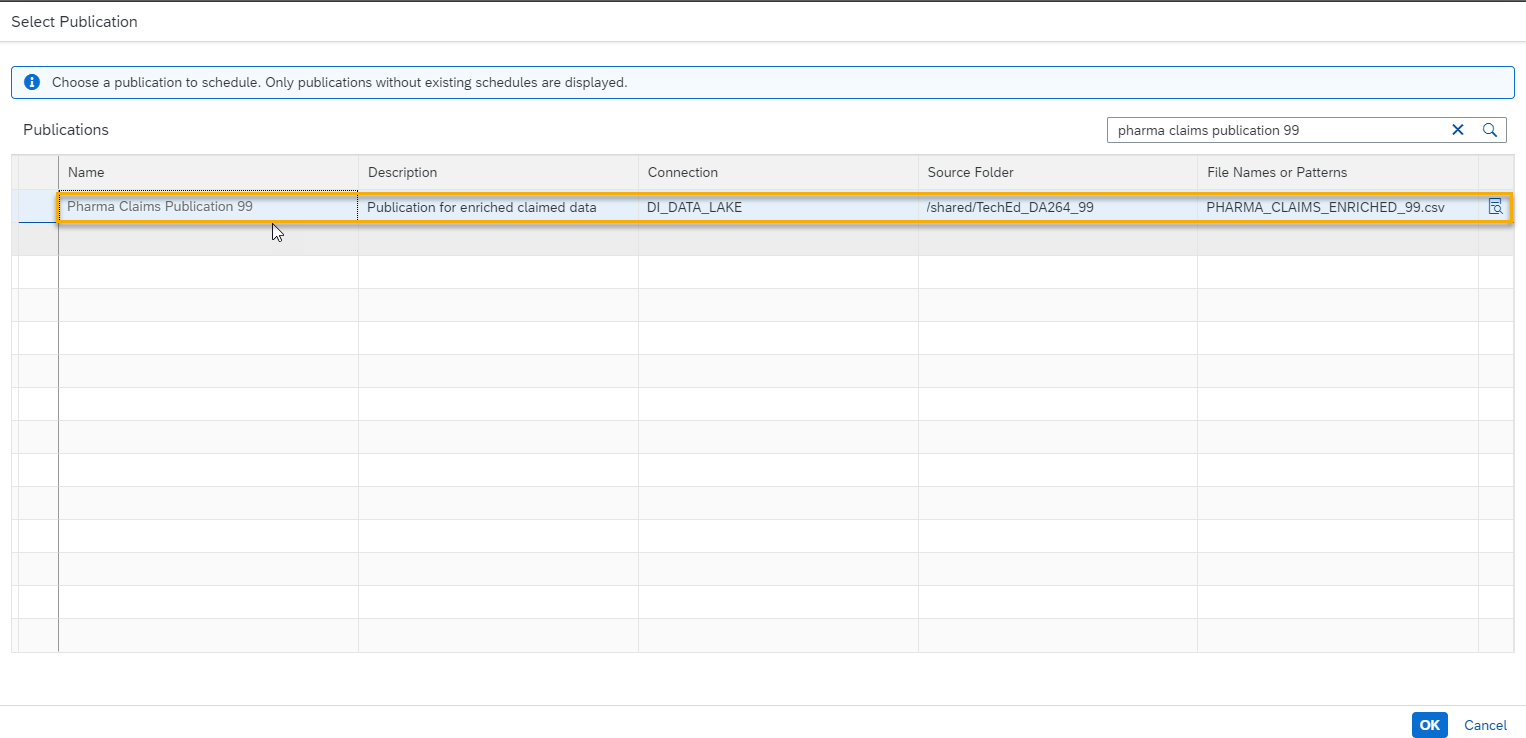 Select Publication
Choose a publication to schedule. Only publications without existing schedules are displayed.
Publications
pharma claims publication 99
Name Description Connection Source Folder File Names or Patterns
Pharma Claims Publication 99 Publication for enriched claimed data DI_DATA_LAKE /shared/TechEd_DA264_99 PHARMA_CLAIMS_ENRICHED_99.csv
OK Cancel